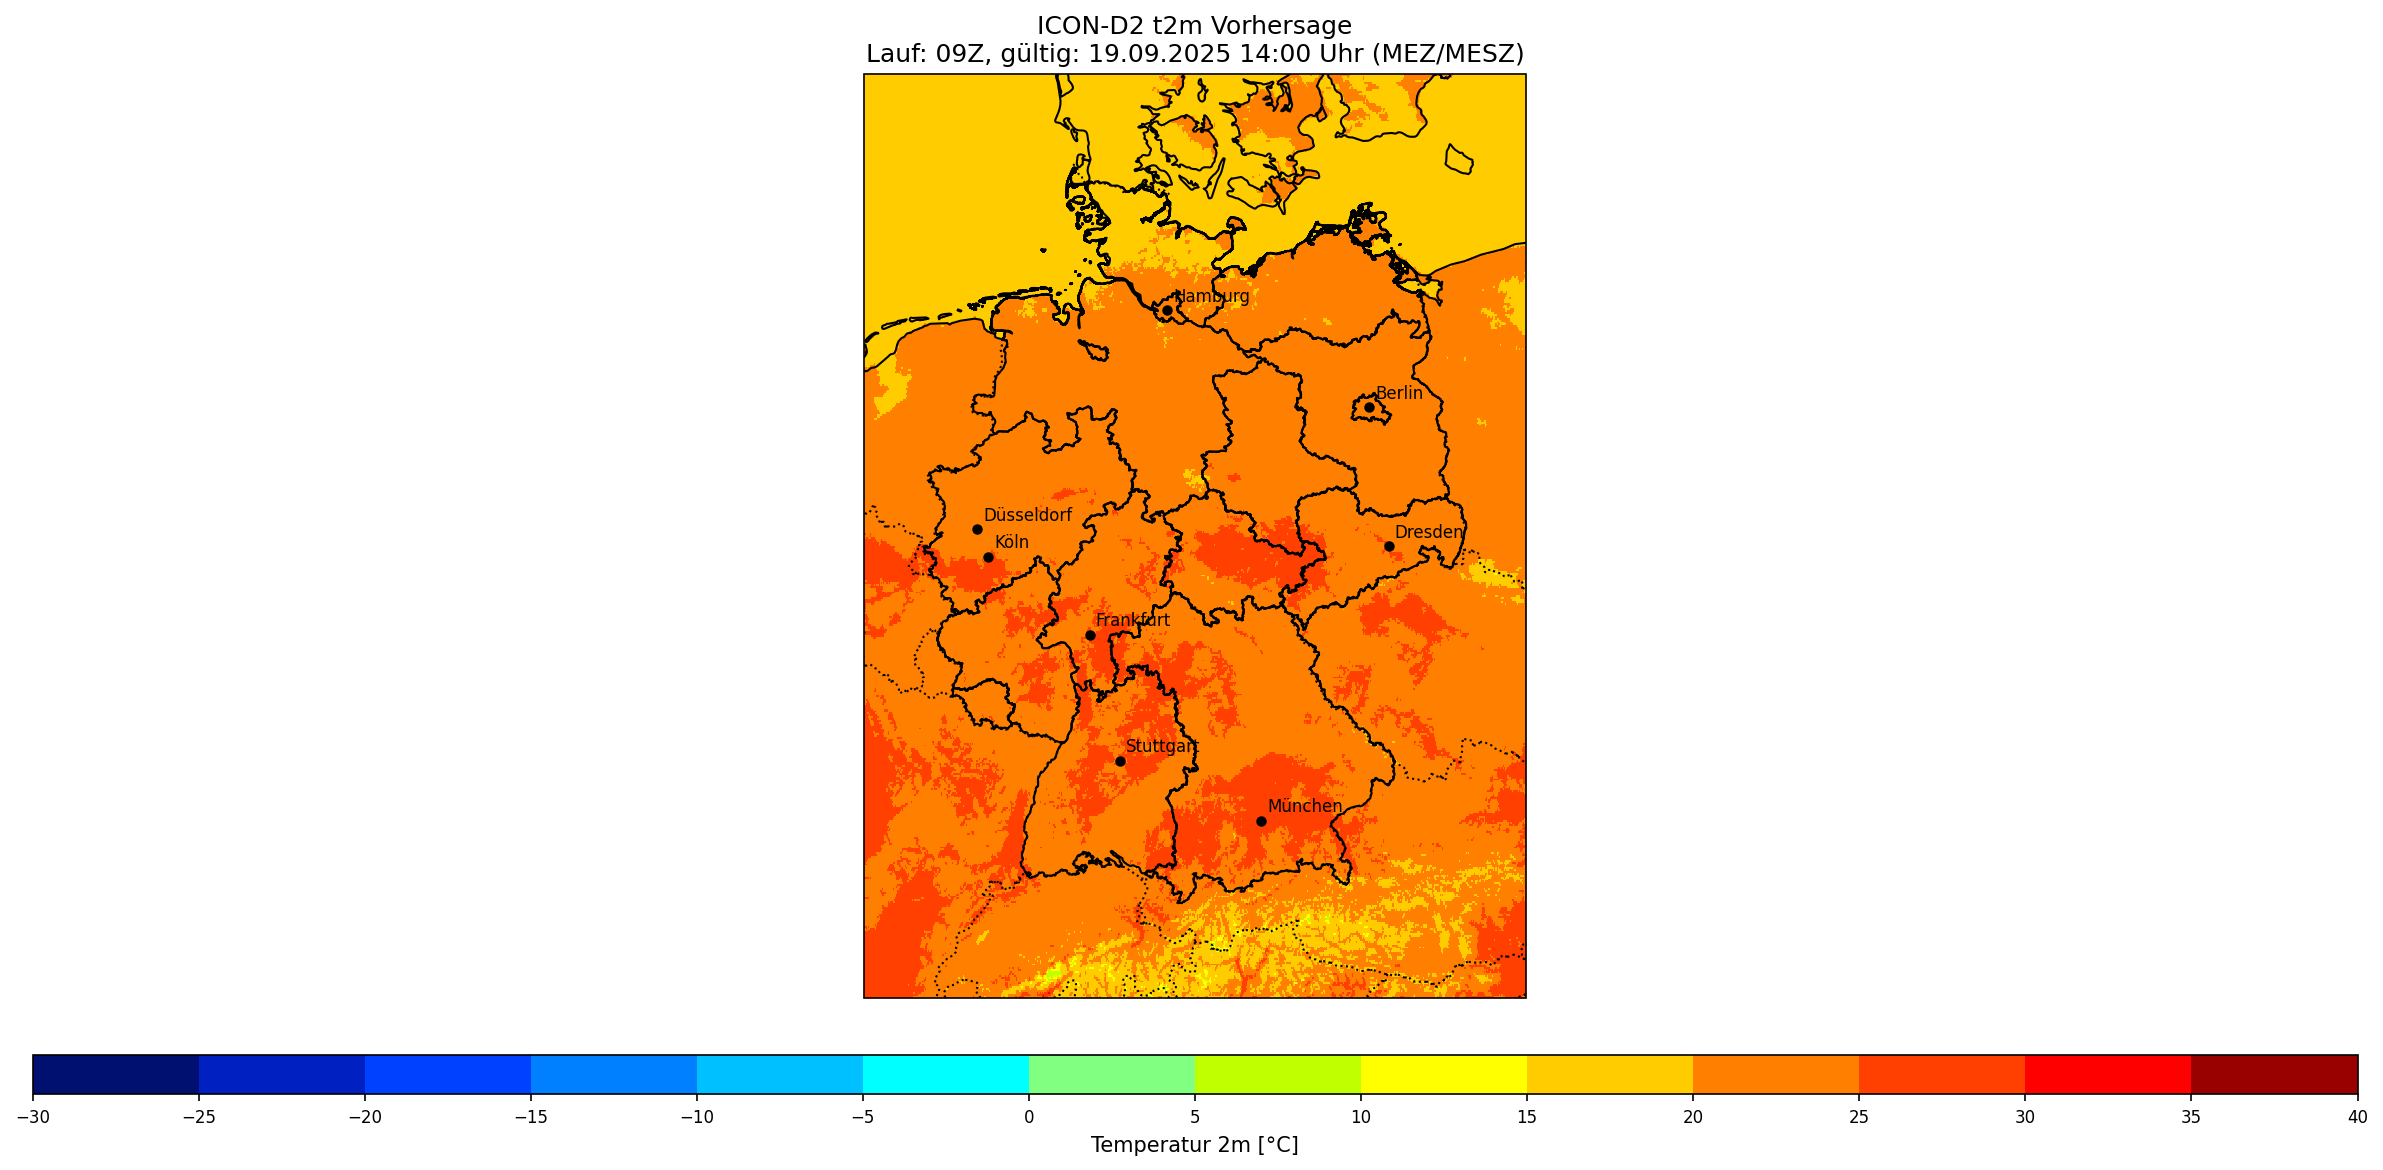 ICON-D2 t2m Vorhersage
Lauf: 09Z, gültig: 19.09.2025 14:00 Uhr (MEZ/MESZ)
Hamburg
Berlin
Düsseldorf
Dresden
Köln
Frankfurt
Stuttgart
München
−30 −25 −20 −15 −10 −5 0 5 10 15 20 25 30 35 40
Temperatur 2m [°C]